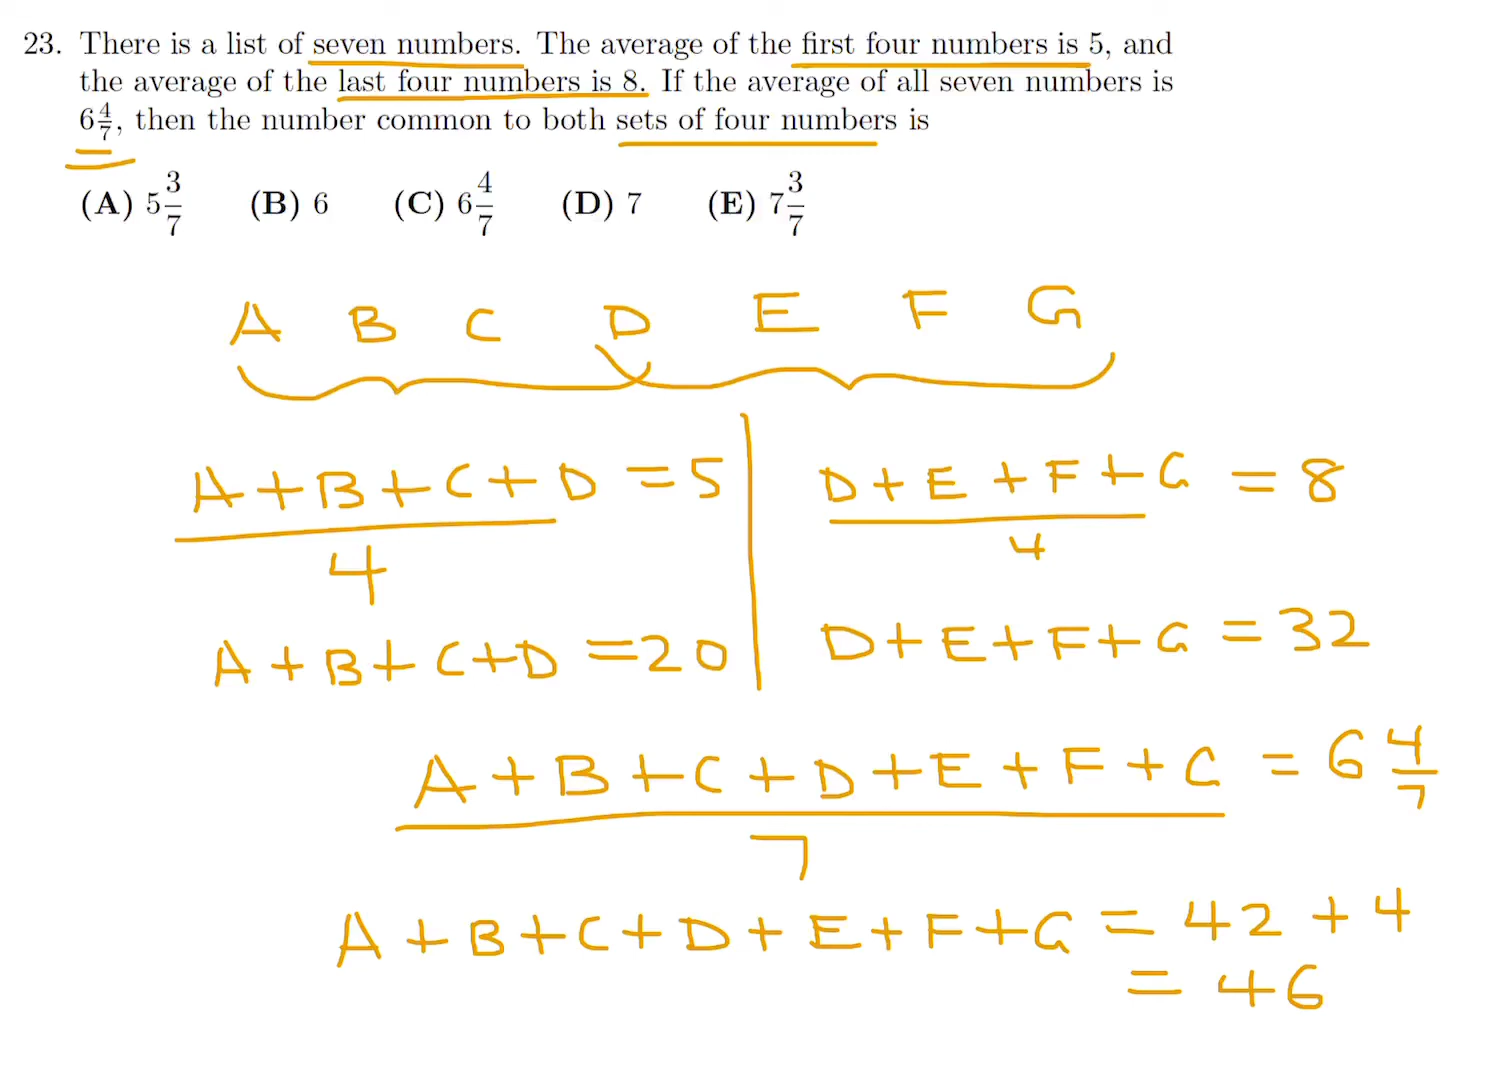 23. There is a list of seven numbers. The average of the first four numbers is 5, and
the average of the last four numbers is 8. If the average of all seven numbers is
6 4/7, then the number common to both sets of four numbers is
(A) 5 3/7 (B) 6 (C) 6 4/7 (D) 7 (E) 7 3/7
A B C D E F G
A+B+C+D = 5
4
D+E+F+G = 8
4
A+B+C+D = 20
D+E+F+G = 32
A+B+C+D+E+F+G = 6 4/7
7
A+B+C+D+E+F+G = 42 + 4
= 46